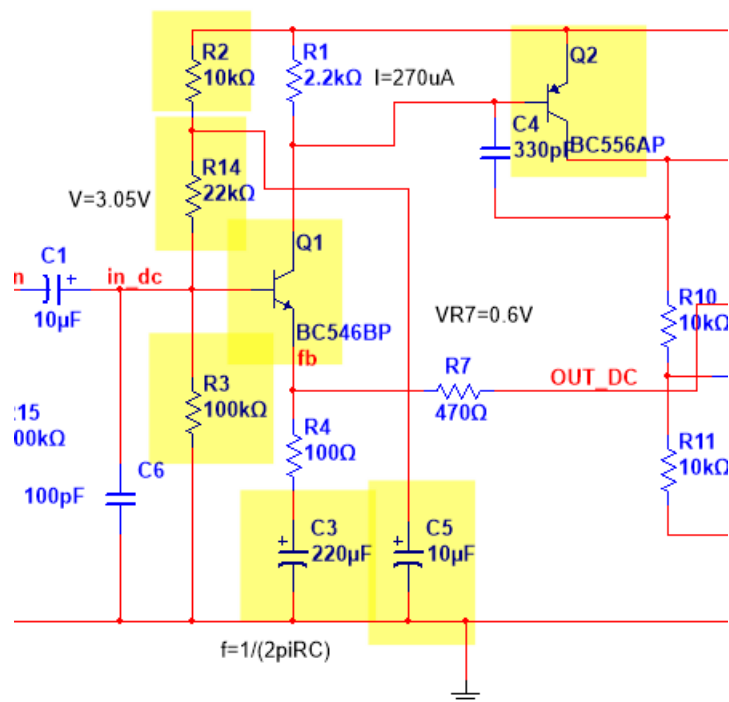 R2
10kΩ
R1
2.2kΩ
I=270uA
Q2
C4
330pF
BC556AP
R14
22kΩ
V=3.05V
Q1
C1
+
n
in_dc
10µF
BC546BP
VR7=0.6V
R10
10kΩ
fb
R7
OUT_DC
470Ω
R3
100kΩ
R15
00kΩ
R4
100Ω
R11
10kΩ
C6
100pF
C3
+
220µF
C5
+
10µF
f=1/(2piRC)